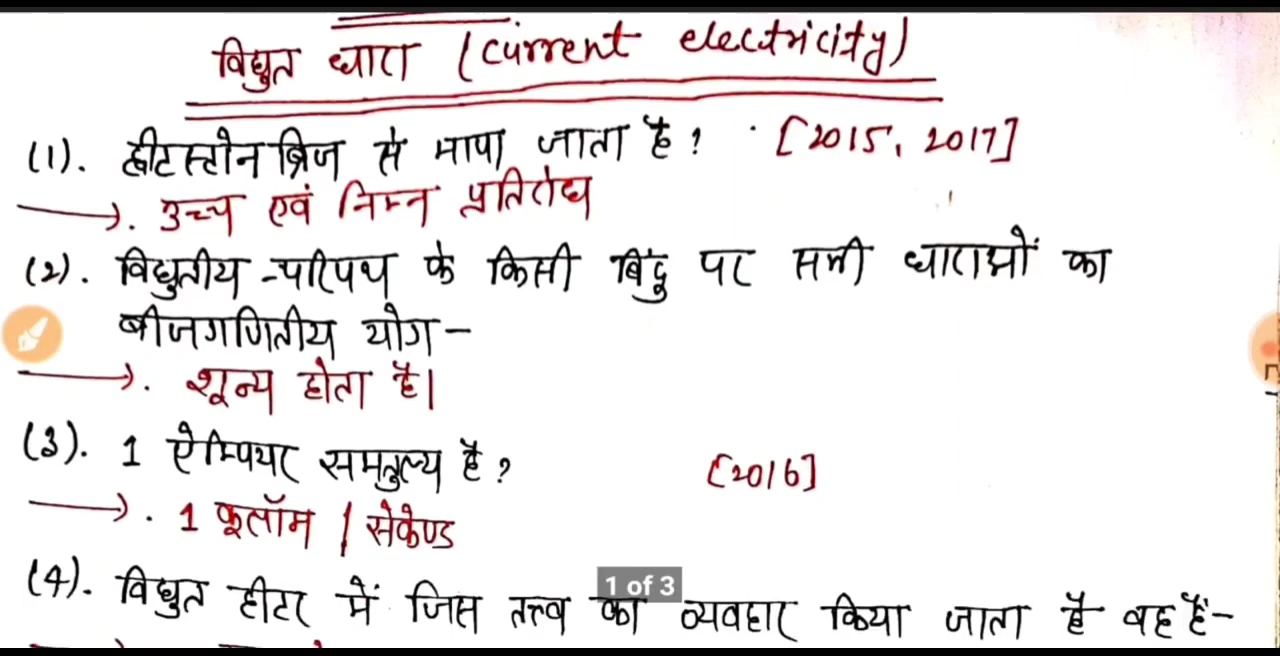 विद्युत धारा (current electricity)
(1). ह्वीटस्टोन ब्रिज से मापा जाता है? [2015, 2017]
→. उच्च एवं निम्न प्रतिरोध
(2). विद्युतीय परिपथ के किसी बिंदु पर सभी धाराओं का
बीजगणितीय योग-
→. शून्य होता है।
(3). 1 ऐम्पियर समतुल्य है? [2016]
→. 1 कूलॉम / सेकेण्ड
1 of 3
(4). विद्युत हीटर में जिस तत्त्व का व्यवहार किया जाता है वह है-